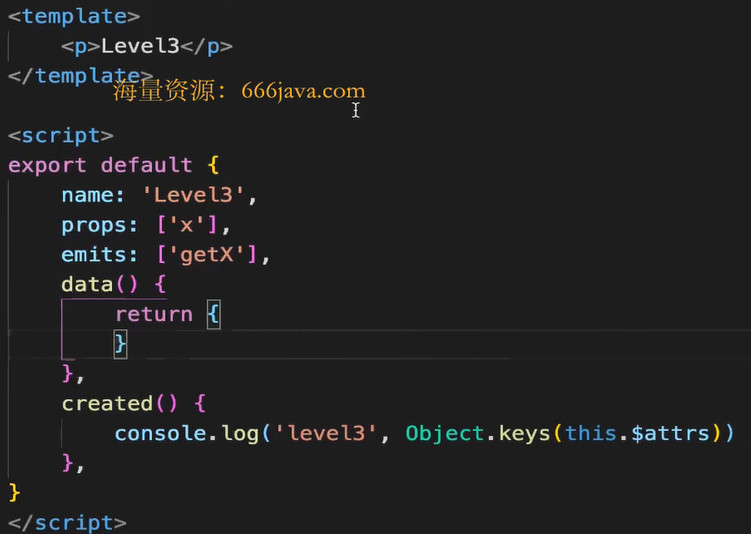 <template>
    <p>Level3</p>
</template>
海量资源：666java.com
<script>
export default {
    name: 'Level3',
    props: ['x'],
    emits: ['getX'],
    data() {
        return {
        }
    },
    created() {
        console.log('level3', Object.keys(this.$attrs))
    },
}
</script>